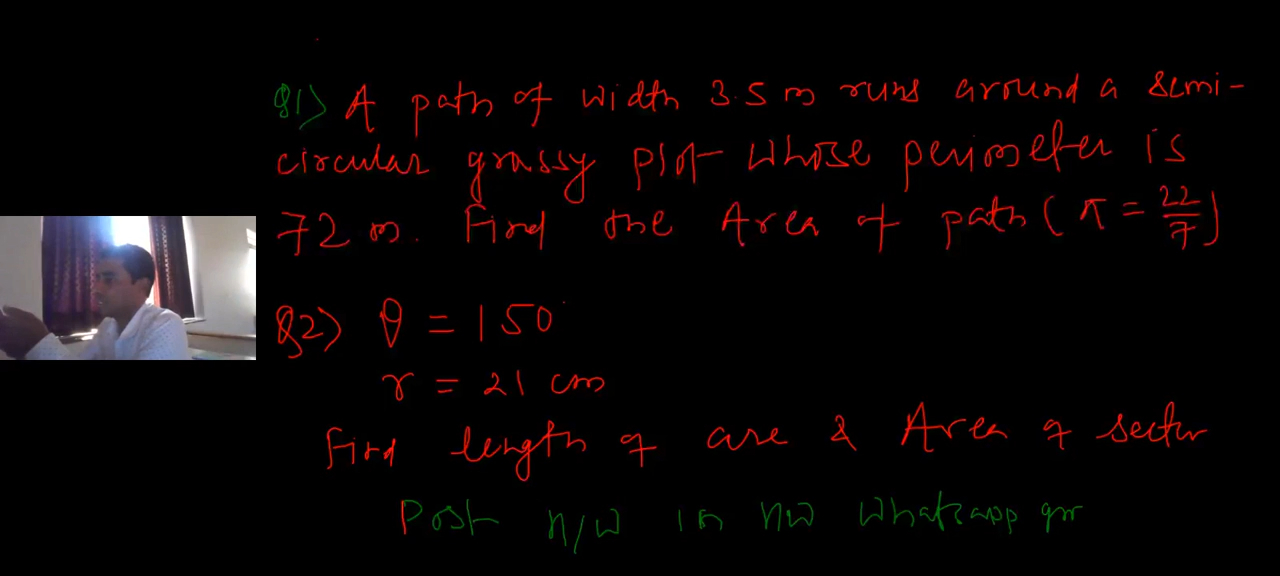 Q1) A path of width 3.5 m runs around a semi-
circular grassy plot whose perimeter is
72 m. Find the Area of path (π = 22/7)
Q2) θ = 150°
r = 21 cm
Find length of arc & Area of sector
Post H/W in HW Whatsapp gr